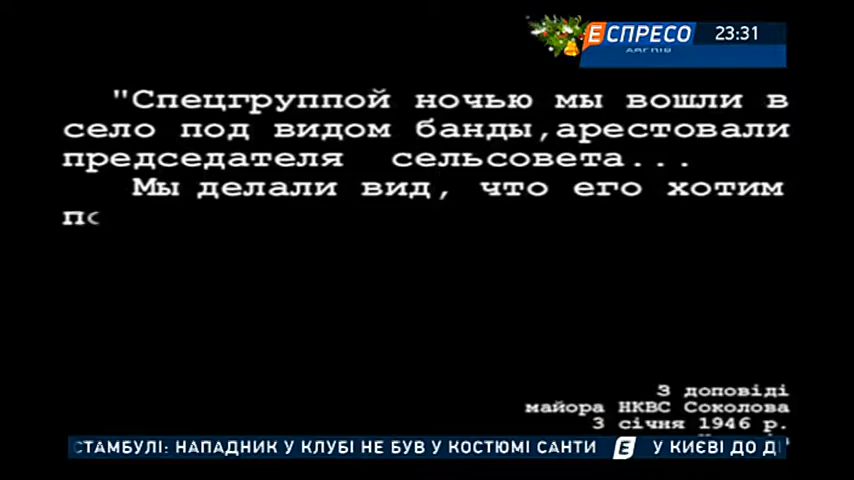 ЕСПРЕСО
23:31
"Спецгруппой ночью мы вошли в
село под видом банды,арестовали
председателя сельсовета...
Мы делали вид, что его хотим
З доповіді
майора НКВС Соколова
3 січня 1946 р.
СТАМБУЛІ: НАПАДНИК У КЛУБІ НЕ БУВ У КОСТЮМІ САНТИ Е У КИЄВІ ДО